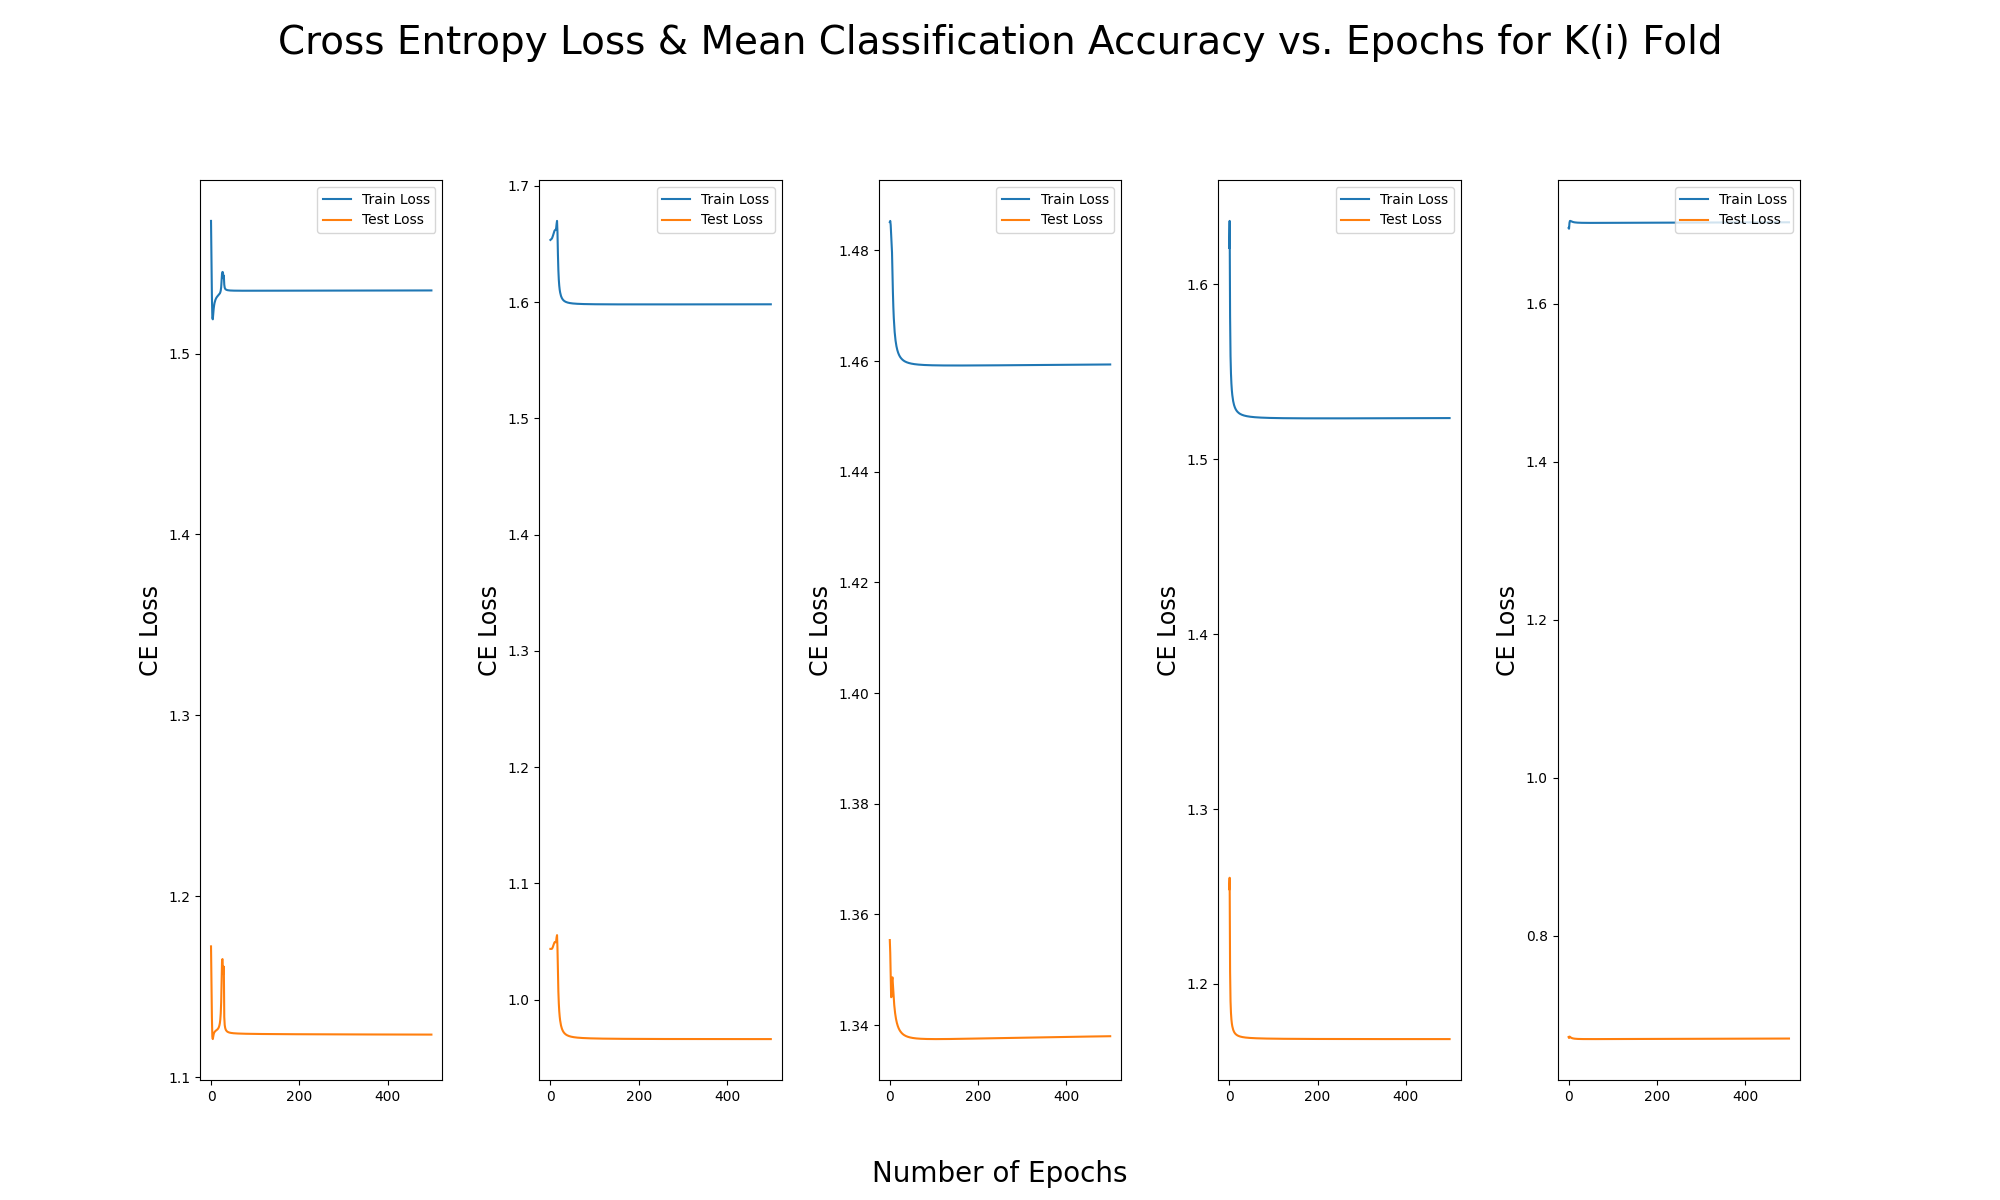 Cross Entropy Loss & Mean Classification Accuracy vs. Epochs for K(i) Fold
CE Loss
1.5
1.4
1.3
1.2
1.1
0 200 400
Train Loss
Test Loss
CE Loss
1.7
1.6
1.5
1.4
1.3
1.2
1.1
1.0
0 200 400
Train Loss
Test Loss
CE Loss
1.48
1.46
1.44
1.42
1.40
1.38
1.36
1.34
0 200 400
Train Loss
Test Loss
CE Loss
1.6
1.5
1.4
1.3
1.2
0 200 400
Train Loss
Test Loss
CE Loss
1.6
1.4
1.2
1.0
0.8
0 200 400
Train Loss
Test Loss
Number of Epochs